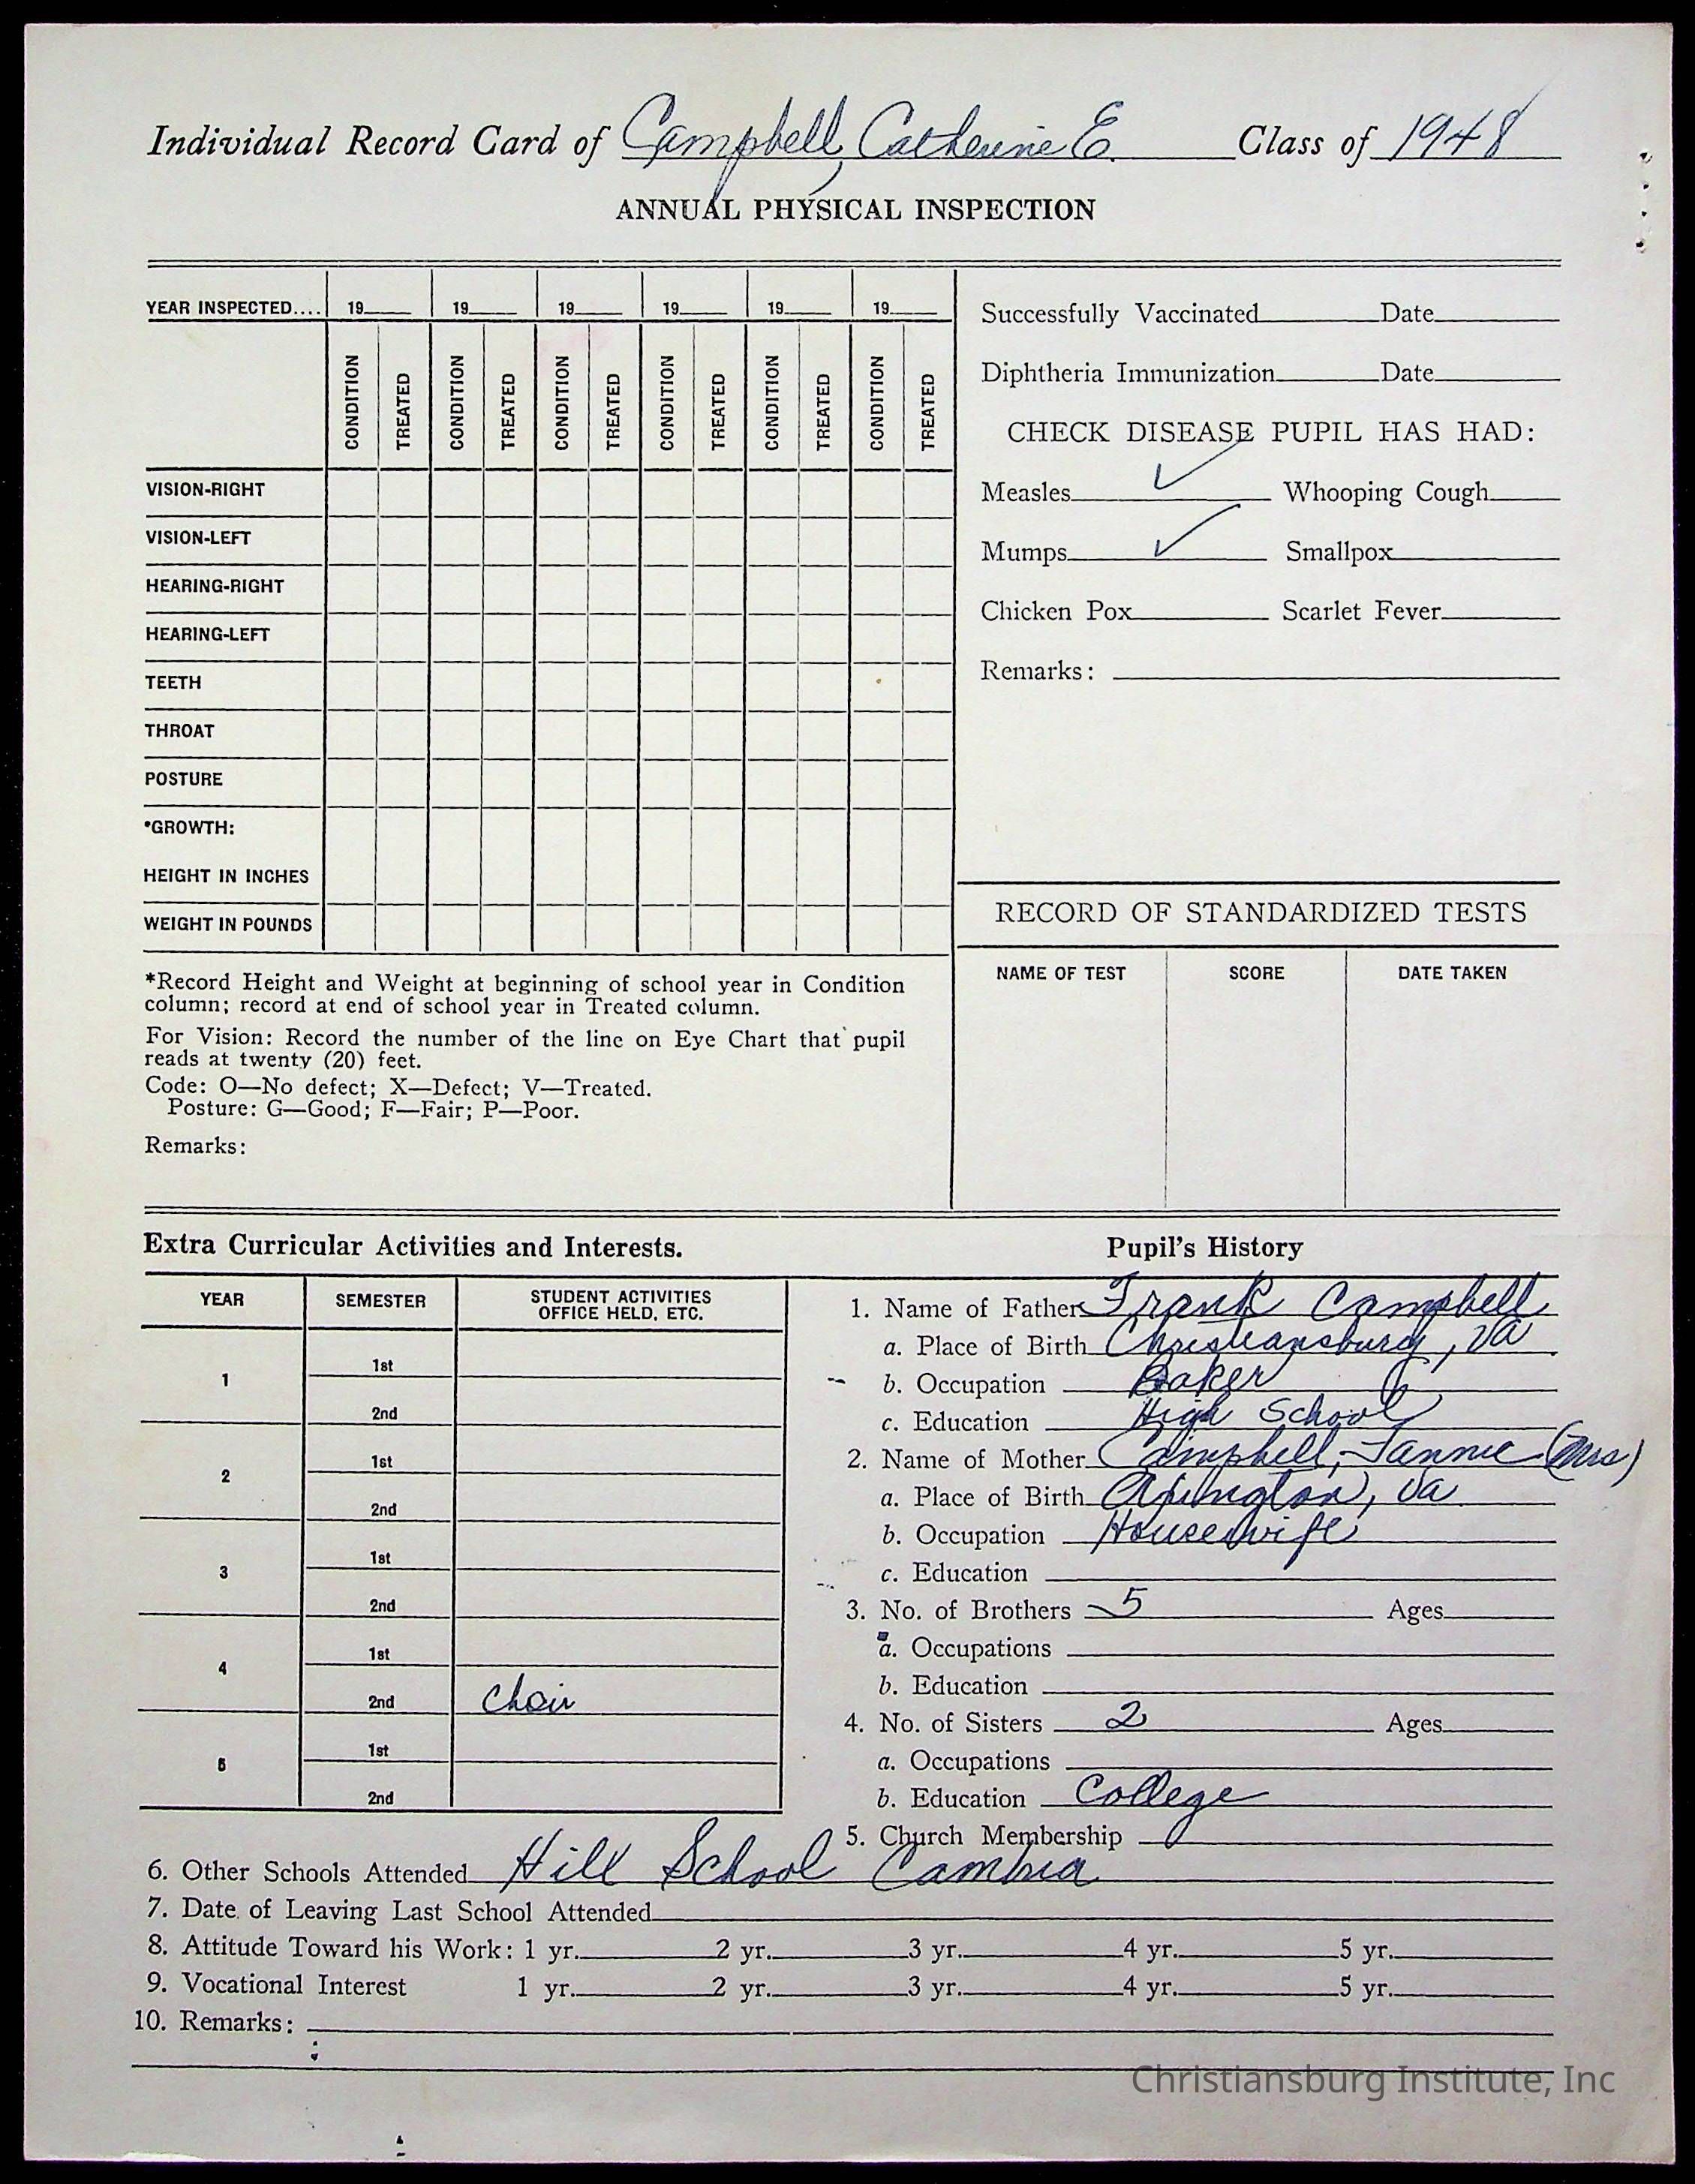 Individual Record Card of Campbell, Catherine E. Class of 1948
ANNUAL PHYSICAL INSPECTION
YEAR INSPECTED.... 19 19 19 19 19 19
CONDITION TREATED CONDITION TREATED CONDITION TREATED CONDITION TREATED CONDITION TREATED CONDITION TREATED
VISION-RIGHT
VISION-LEFT
HEARING-RIGHT
HEARING-LEFT
TEETH
THROAT
POSTURE
*GROWTH:
HEIGHT IN INCHES
WEIGHT IN POUNDS
*Record Height and Weight at beginning of school year in Condition
column; record at end of school year in Treated column.
For Vision: Record the number of the line on Eye Chart that pupil
reads at twenty (20) feet.
Code: O—No defect; X—Defect; V—Treated.
Posture: G—Good; F—Fair; P—Poor.
Remarks:
Successfully Vaccinated Date
Diphtheria Immunization Date
CHECK DISEASE PUPIL HAS HAD:
Measles ✓ Whooping Cough
Mumps ✓ Smallpox
Chicken Pox Scarlet Fever
Remarks:
RECORD OF STANDARDIZED TESTS
NAME OF TEST SCORE DATE TAKEN
Extra Curricular Activities and Interests.
YEAR SEMESTER STUDENT ACTIVITIES
OFFICE HELD, ETC.
1 1st
2nd
2 1st
2nd
3 1st
2nd
4 1st
2nd Choir
5 1st
2nd
Pupil's History
1. Name of Father Frank Campbell
a. Place of Birth Christiansburg, Va
b. Occupation Baker
c. Education High School
2. Name of Mother Campbell, Fannie (Mrs)
a. Place of Birth Va
b. Occupation Housewife
c. Education
3. No. of Brothers 5 Ages
a. Occupations
b. Education
4. No. of Sisters 2 Ages
a. Occupations
b. Education College
5. Church Membership
6. Other Schools Attended Hill School Cambria
7. Date of Leaving Last School Attended
8. Attitude Toward his Work: 1 yr. 2 yr. 3 yr. 4 yr. 5 yr.
9. Vocational Interest 1 yr. 2 yr. 3 yr. 4 yr. 5 yr.
10. Remarks:
Christiansburg Institute, Inc